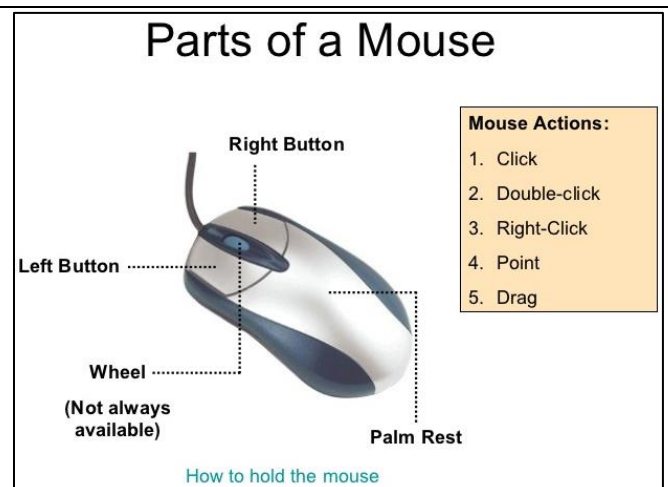 Parts of a Mouse
Right Button
Left Button
Wheel
(Not always
available)
Palm Rest
How to hold the mouse
Mouse Actions:
1. Click
2. Double-click
3. Right-Click
4. Point
5. Drag